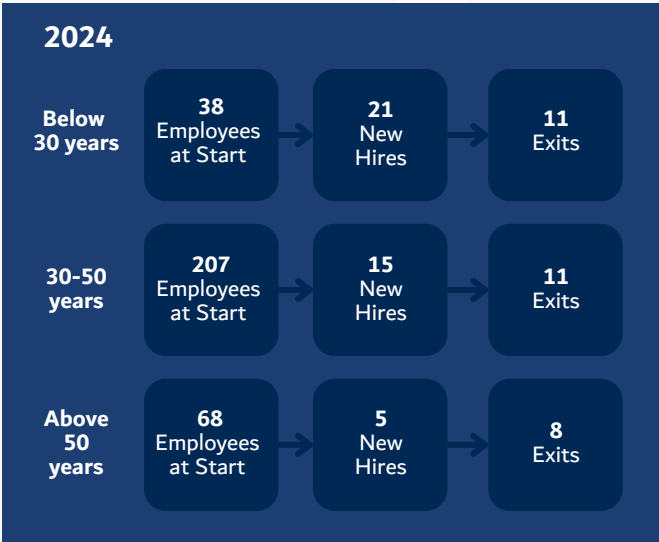 2024
Below
30 years
38
Employees
at Start
21
New
Hires
11
Exits
30-50
years
207
Employees
at Start
15
New
Hires
11
Exits
Above
50
years
68
Employees
at Start
5
New
Hires
8
Exits